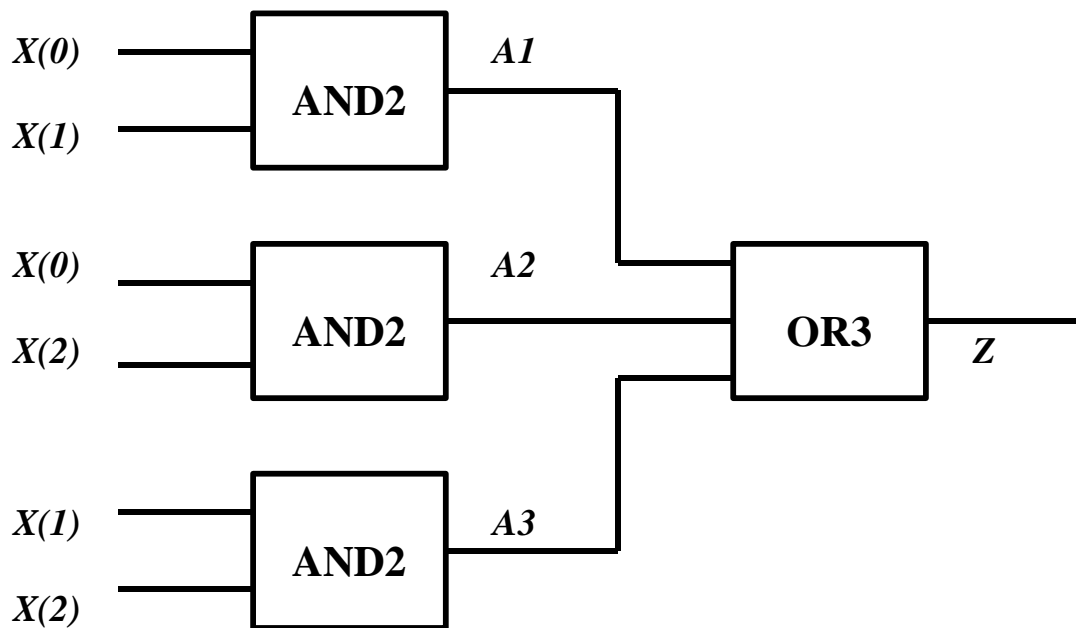 X(0)
A1
AND2
X(1)
X(0)
A2
AND2
OR3
X(2)
Z
X(1)
A3
AND2
X(2)